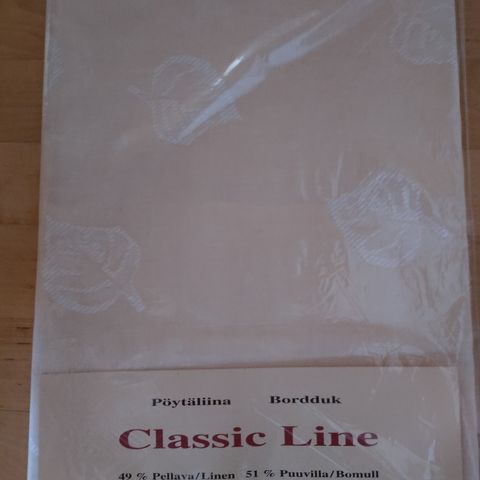 Pöytäliina Bordduk
Classic Line
49 % Pellava/Linen 51 % Puuvilla/Bomull